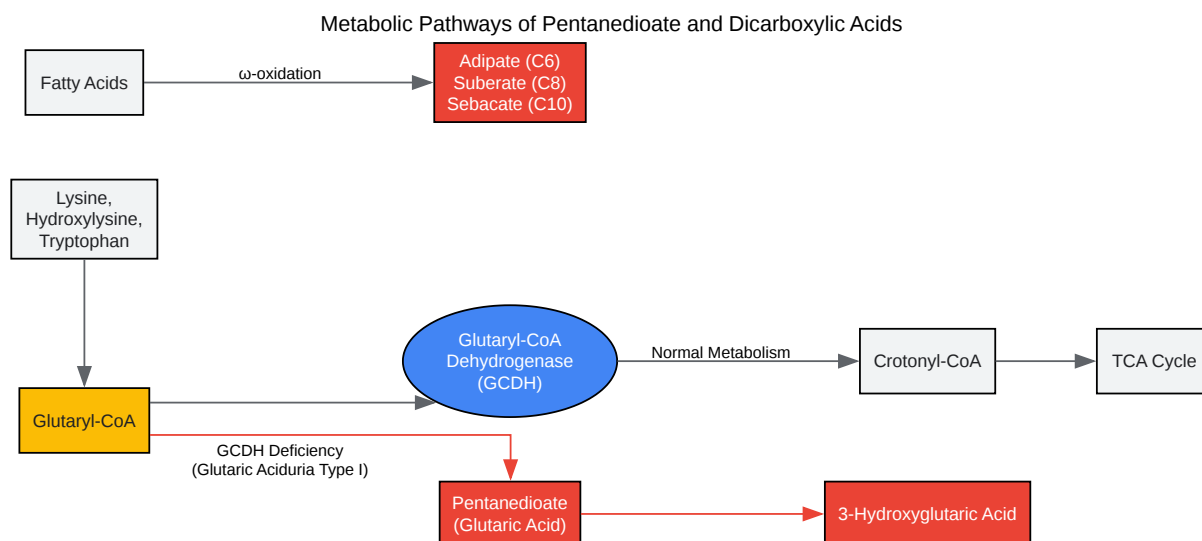 Metabolic Pathways of Pentanedioate and Dicarboxylic Acids
Fatty Acids
ω-oxidation
Adipate (C6)
Suberate (C8)
Sebacate (C10)
Lysine,
Hydroxylysine,
Tryptophan
Glutaryl-CoA
Dehydrogenase
(GCDH)
Normal Metabolism
Crotonyl-CoA
TCA Cycle
Glutaryl-CoA
GCDH Deficiency
(Glutaric Aciduria Type I)
Pentanedioate
(Glutaric Acid)
3-Hydroxyglutaric Acid